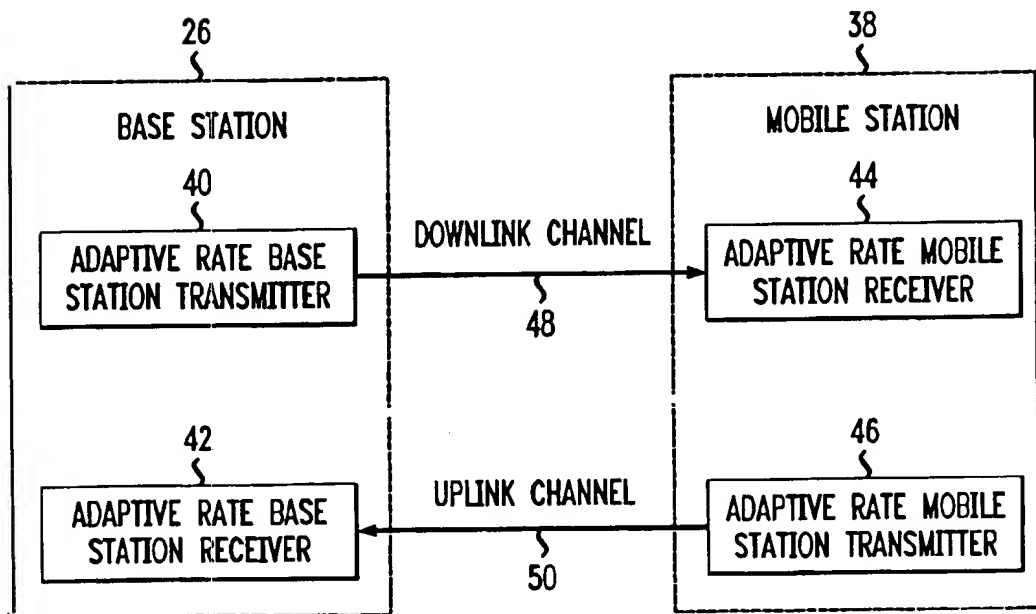 26
38
BASE STATION
MOBILE STATION
40
44
ADAPTIVE RATE BASE
STATION TRANSMITTER
DOWNLINK CHANNEL
48
ADAPTIVE RATE MOBILE
STATION RECEIVER
42
46
ADAPTIVE RATE BASE
STATION RECEIVER
UPLINK CHANNEL
50
ADAPTIVE RATE MOBILE
STATION TRANSMITTER